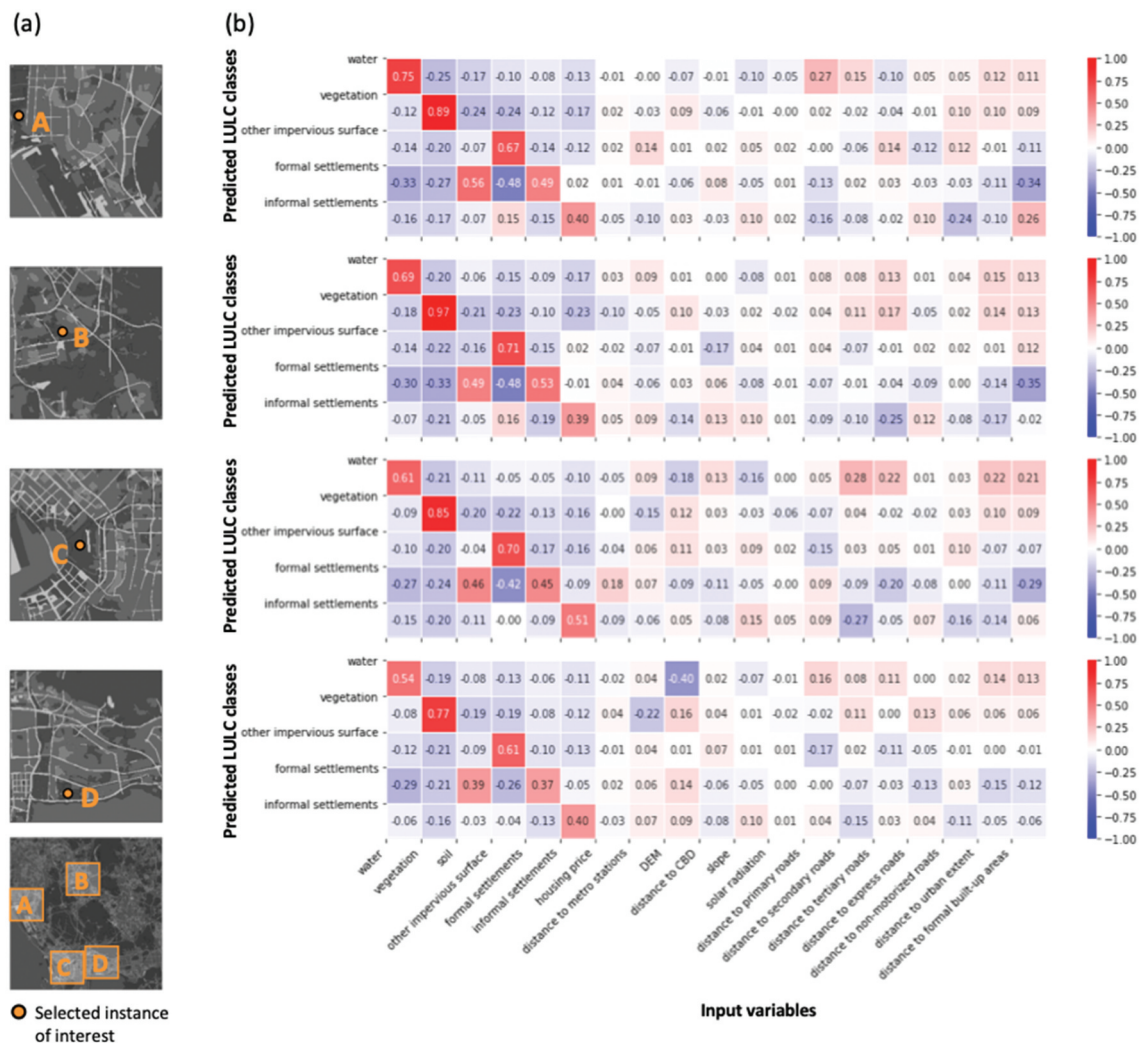 (a)
(b)
A
B
C
D
A
B
C
D
Selected instance
of interest
Predicted LULC classes
water
vegetation
other impervious surface
formal settlements
informal settlements
0.75 -0.25 -0.17 -0.10 -0.08 -0.13 -0.01 -0.00 -0.07 -0.01 -0.10 -0.05 0.27 0.15 -0.10 0.05 0.05 0.12 0.11
-0.12 0.89 -0.24 -0.24 -0.12 -0.17 0.02 -0.03 0.09 -0.06 -0.01 -0.00 0.02 -0.02 -0.04 -0.01 0.10 0.10 0.09
-0.14 -0.20 -0.07 0.67 -0.14 -0.12 0.02 0.14 0.01 0.02 0.05 0.02 -0.00 -0.06 0.14 -0.12 0.12 -0.01 -0.11
-0.33 -0.27 0.56 -0.48 0.49 0.02 0.01 -0.01 -0.06 0.08 -0.05 0.01 -0.13 0.02 0.03 -0.03 -0.03 -0.11 -0.34
-0.16 -0.17 -0.07 0.15 -0.15 0.40 -0.05 -0.10 0.03 -0.03 0.10 0.02 -0.16 -0.08 -0.02 0.10 -0.24 -0.10 0.26
1.00
0.75
0.50
0.25
0.00
-0.25
-0.50
-0.75
-1.00
Predicted LULC classes
water
vegetation
other impervious surface
formal settlements
informal settlements
0.69 -0.20 -0.06 -0.15 -0.09 -0.17 0.03 0.09 0.01 0.00 -0.08 0.01 0.08 0.08 0.13 0.01 0.04 0.15 0.13
-0.18 0.97 -0.21 -0.23 -0.10 -0.23 -0.10 -0.05 0.10 -0.03 0.02 -0.02 0.04 0.11 0.17 -0.02 0.02 0.14 0.13
-0.14 -0.22 -0.16 0.71 -0.15 0.02 -0.02 -0.07 -0.01 -0.17 0.04 0.01 0.04 -0.07 -0.01 0.02 0.02 0.01 0.12
-0.30 -0.33 0.49 -0.48 0.53 -0.01 0.04 -0.06 0.03 0.06 -0.08 -0.01 -0.07 -0.01 -0.04 -0.09 0.00 -0.14 -0.35
-0.07 -0.21 -0.05 0.16 -0.19 0.39 0.05 0.09 -0.14 0.13 0.10 0.01 -0.09 -0.10 -0.25 0.12 -0.08 -0.17 -0.02
1.00
0.75
0.50
0.25
0.00
-0.25
-0.50
-0.75
-1.00
Predicted LULC classes
water
vegetation
other impervious surface
formal settlements
informal settlements
0.61 -0.21 -0.11 -0.05 -0.05 -0.10 -0.05 0.09 -0.18 0.13 -0.16 0.00 0.05 0.28 0.22 0.01 0.03 0.22 0.21
-0.09 0.85 -0.20 -0.22 -0.13 -0.16 -0.00 -0.15 0.12 0.03 -0.06 -0.07 0.04 -0.02 -0.02 0.03 0.10 0.09
-0.10 -0.20 -0.04 0.70 -0.17 -0.16 -0.04 0.06 0.11 0.03 0.09 0.02 -0.15 0.03 0.05 0.01 0.10 -0.07 -0.07
-0.27 -0.24 0.46 -0.42 0.45 -0.09 0.18 0.07 -0.09 -0.11 -0.05 -0.00 0.09 -0.09 -0.20 -0.08 0.00 -0.11 -0.29
-0.15 -0.20 -0.11 -0.00 -0.09 0.51 -0.09 -0.06 0.05 -0.08 0.15 0.05 0.09 -0.27 -0.05 0.07 -0.16 -0.14 0.06
1.00
0.75
0.50
0.25
0.00
-0.25
-0.50
-0.75
-1.00
Predicted LULC classes
water
vegetation
other impervious surface
formal settlements
informal settlements
0.54 -0.19 -0.08 -0.13 -0.06 -0.11 -0.02 0.04 -0.40 0.02 -0.07 -0.01 0.16 0.08 0.11 0.00 0.02 0.14 0.13
-0.08 0.77 -0.19 -0.19 -0.08 -0.12 0.04 -0.22 0.16 0.04 0.01 -0.02 -0.02 0.11 0.00 0.13 0.06 0.06 0.06
-0.12 -0.21 -0.09 0.61 -0.10 -0.13 -0.01 0.04 0.01 0.07 0.02 -0.17 0.02 -0.11 -0.05 -0.01 0.00 -0.01
-0.29 -0.21 0.39 -0.26 0.37 -0.05 0.02 0.06 0.14 -0.06 -0.05 -0.00 -0.00 -0.07 -0.03 -0.13 0.03 -0.15 -0.12
-0.06 -0.16 -0.03 -0.04 -0.13 0.40 -0.03 0.07 0.09 -0.08 0.10 0.01 0.04 -0.15 0.03 0.04 -0.11 -0.05 -0.06
1.00
0.75
0.50
0.25
0.00
-0.25
-0.50
-0.75
-1.00
water
vegetation
soil
other impervious surface
formal settlements
informal settlements
housing price
distance to metro stations
DEM
distance to CBD
slope
solar radiation
distance to primary roads
distance to secondary roads
distance to tertiary roads
distance to express roads
distance to non-motorized roads
distance to urban extent
distance to formal built-up areas
Input variables